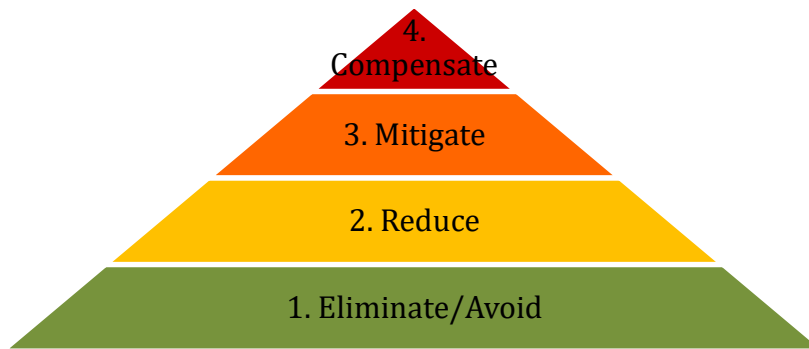 4.
Compensate
3. Mitigate
2. Reduce
1. Eliminate/Avoid